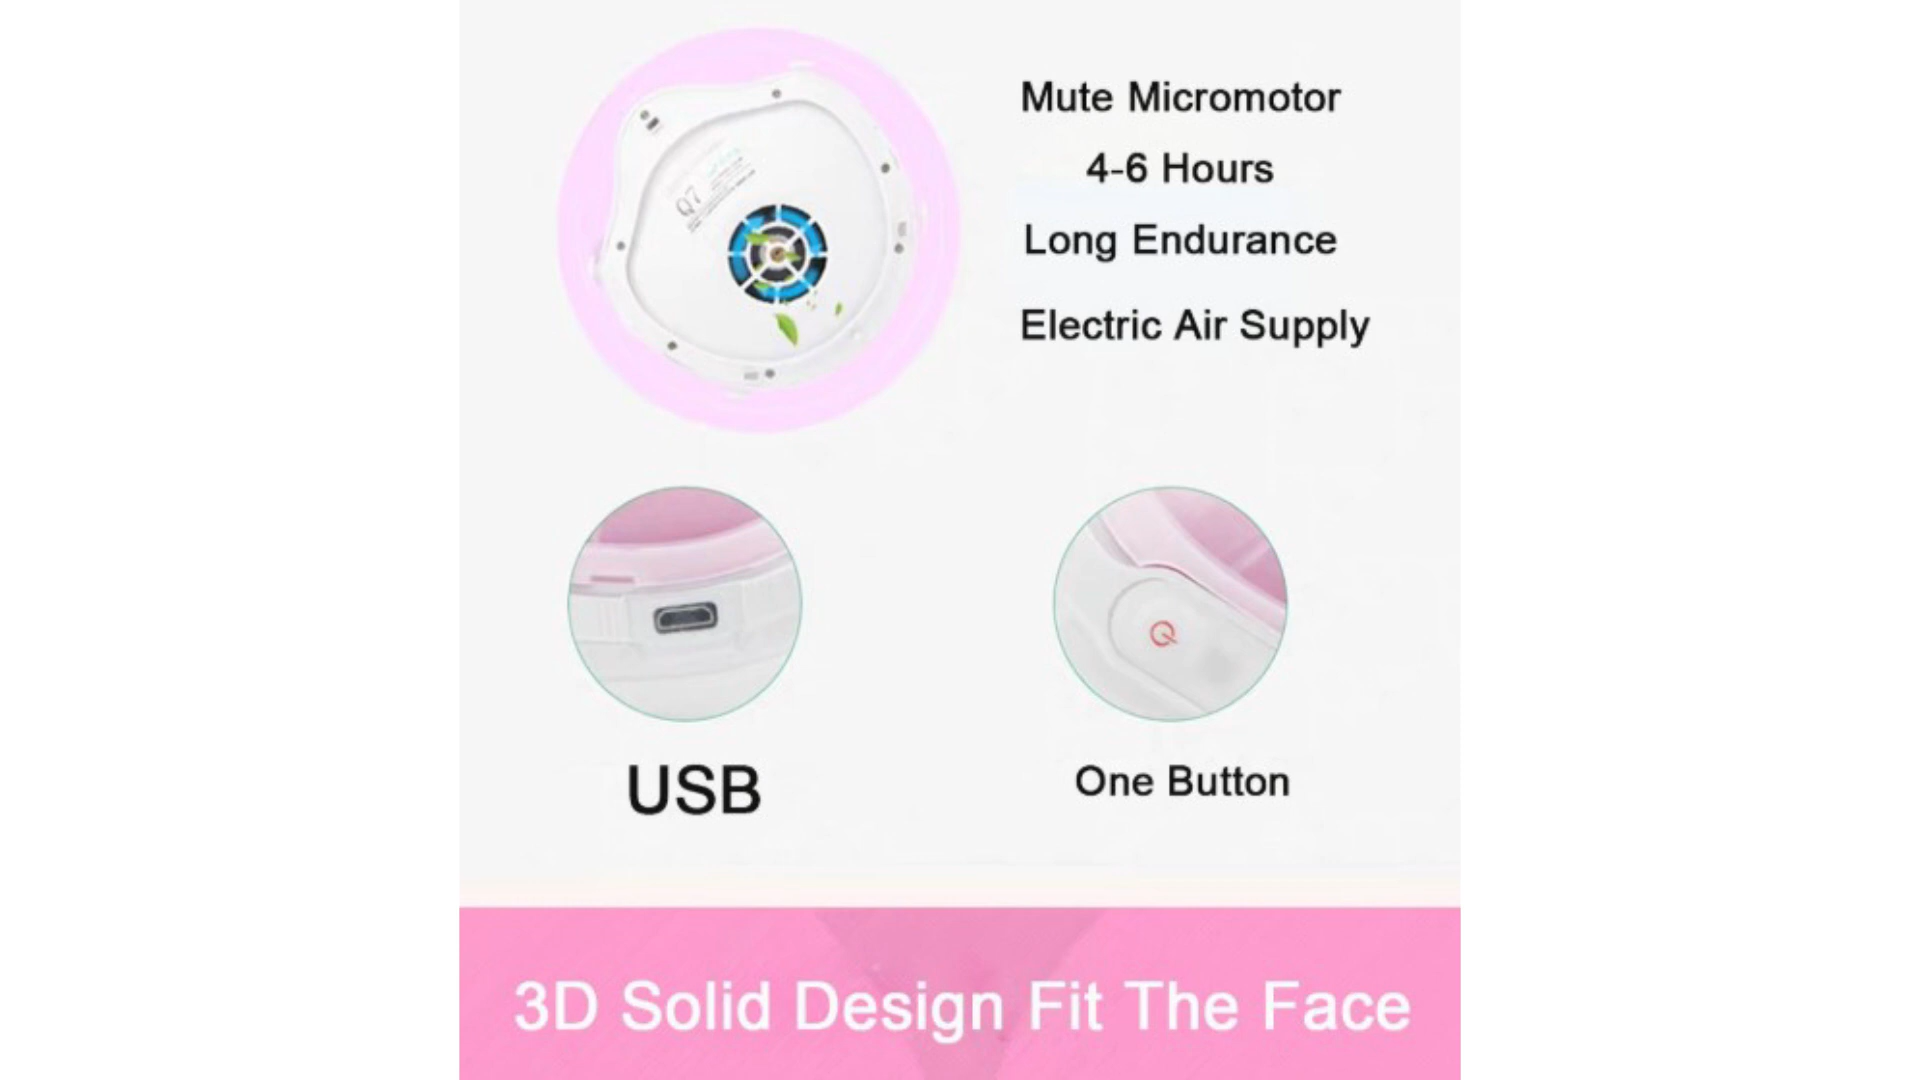 Mute Micromotor
4-6 Hours
Long Endurance
Electric Air Supply
Q7
USB
One Button
3D Solid Design Fit The Face